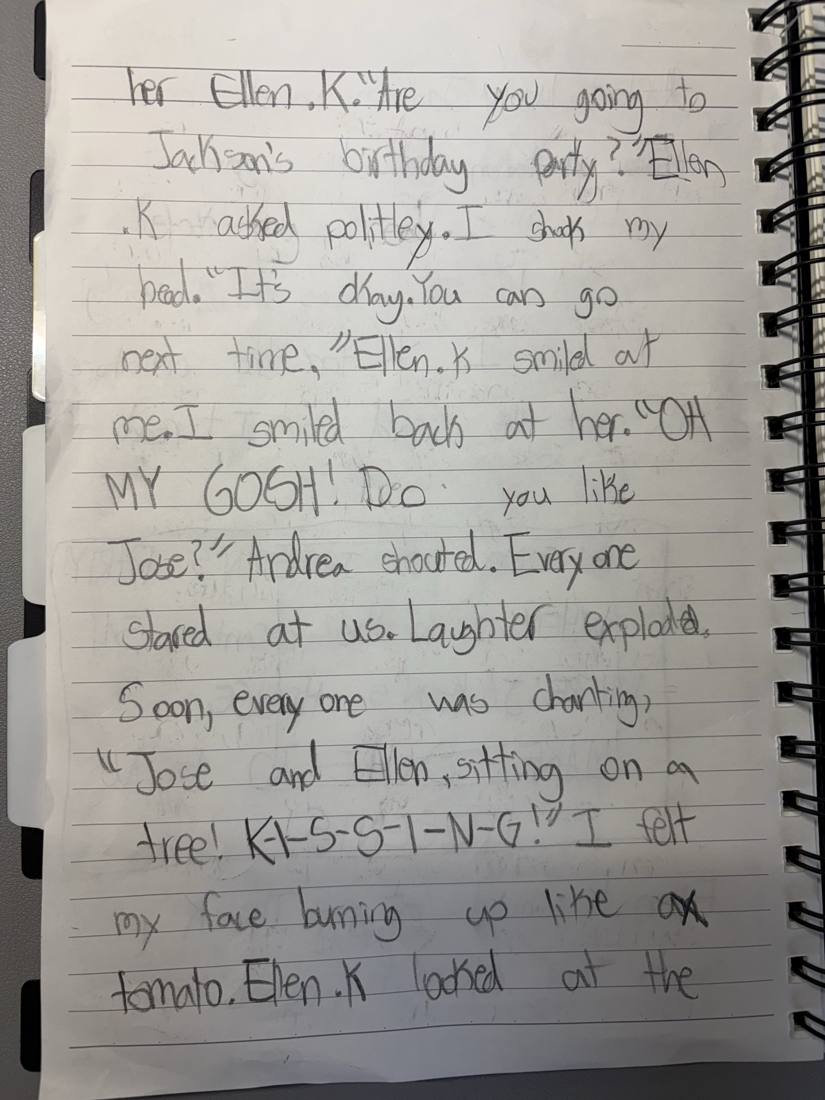 her Ellen.K."Are you going to
Jackson's birthday party?"Ellen
.K asked politley.I shook my
head."It's okay.You can go
next time,"Ellen.K smiled at
me.I smiled back at her."OH
MY GOSH! Do you like
Jose?" Andrea shouted. Every one
stared at us. Laughter exploded.
Soon, every one was chanting,
"Jose and Ellen, sitting on a
tree! K-I-S-S-I-N-G!" I felt
my face burning up like a
tomato. Ellen.K looked at the